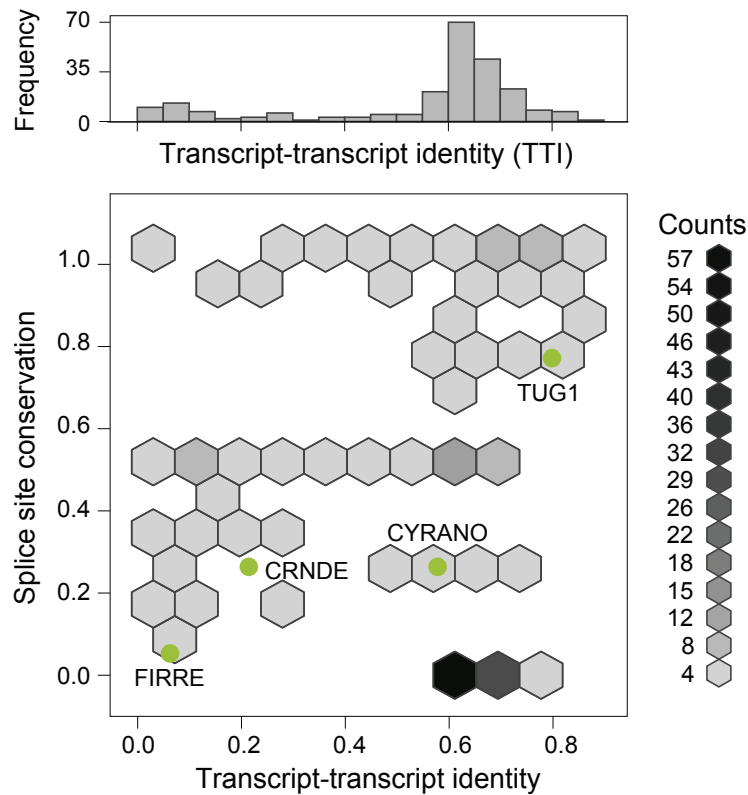 Frequency
70
35
0
Transcript-transcript identity (TTI)
Splice site conservation
1.0
0.8
0.6
0.4
0.2
0.0
TUG1
CYRANO
CRNDE
FIRRE
0.0 0.2 0.4 0.6 0.8
Transcript-transcript identity
Counts
57
54
50
46
43
40
36
32
29
26
22
18
15
12
8
4